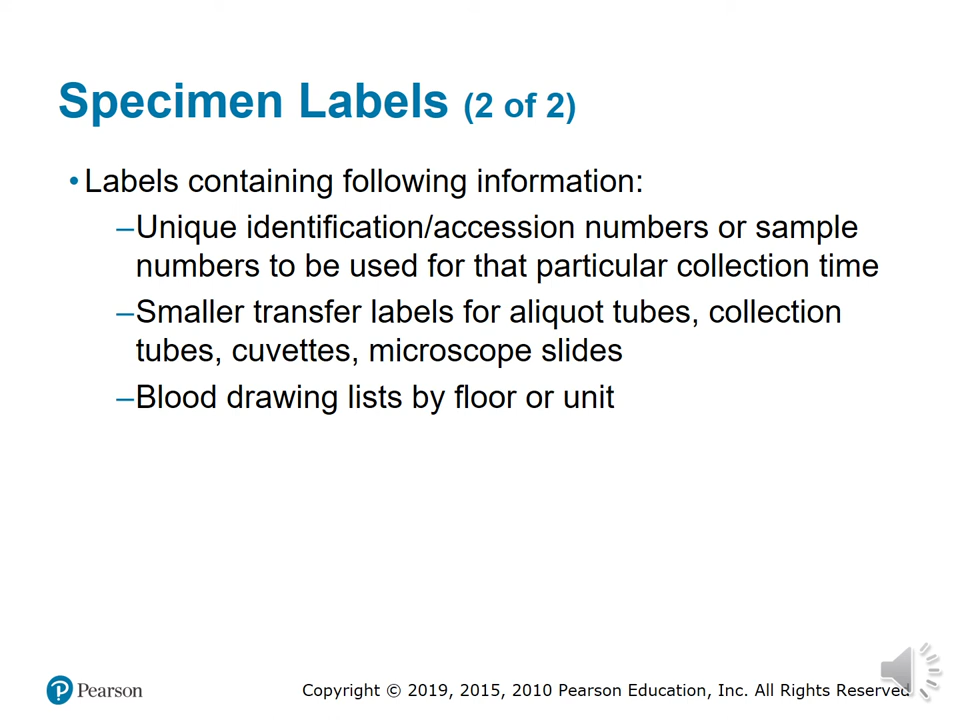 Specimen Labels (2 of 2)
•Labels containing following information:
–Unique identification/accession numbers or sample
numbers to be used for that particular collection time
–Smaller transfer labels for aliquot tubes, collection
tubes, cuvettes, microscope slides
–Blood drawing lists by floor or unit
Pearson
Copyright © 2019, 2015, 2010 Pearson Education, Inc. All Rights Reserved